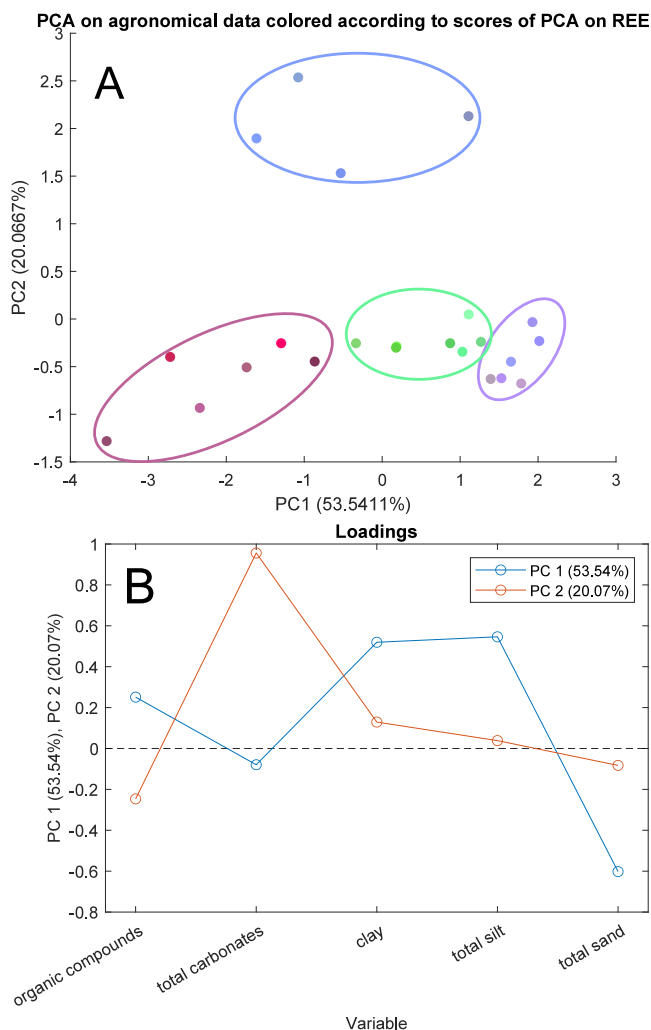 PCA on agronomical data colored according to scores of PCA on REE
A
3
2.5
2
1.5
1
0.5
0
-0.5
-1
-1.5
PC2 (20.0667%)
-4 -3 -2 -1 0 1 2 3
PC1 (53.5411%)
Loadings
B
PC 1 (53.54%)
PC 2 (20.07%)
1
0.8
0.6
0.4
0.2
0
-0.2
-0.4
-0.6
-0.8
PC 1 (53.54%), PC 2 (20.07%)
organic compounds
total carbonates
clay
total silt
total sand
Variable